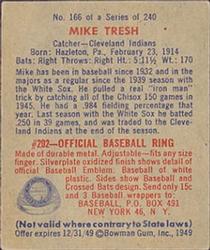 No. 166 of a Series of 240
MIKE TRESH
Catcher—Cleveland Indians
Born: Hazleton, Pa., February 23, 1914
Bats: Right Throws: Right Ht.: 5:11½ Wt.: 170
Mike has been in baseball since 1932 and in the
majors as a regular since the 1939 season with
the White Sox. He pulled a real "iron man"
trick by catching all of the Chisox 150 games in
1945. He had a .984 fielding percentage that
year. Last season with the White Sox he batted
.250 in 39 games, and was traded to the Cleve-
land Indians at the end of the season.
#202—OFFICIAL BASEBALL RING
Made of durable metal. Adjustable—fits any size
finger. Silverplate oxidized finish shows detail of
official Baseball Emblem. Baseball of white
plastic. Sides show Baseball and
Crossed Bats design. Send only 15c
and 3 Baseball wrappers to:
BASEBALL, P.O. BOX 491
NEW YORK 46, N. Y.
(Not valid where contrary to State laws)
Offer expires 12/31/49 © Bowman Gum, Inc., 1949